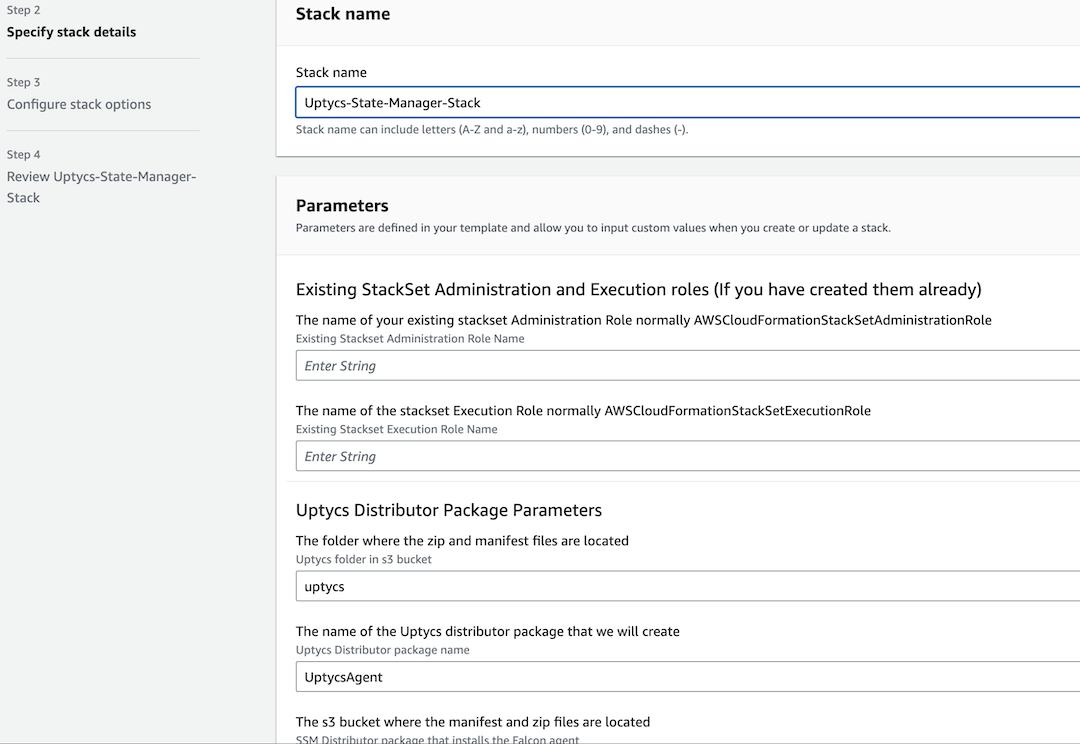 Step 2
Specify stack details
Step 3
Configure stack options
Step 4
Review Uptycs-State-Manager-
Stack
Stack name
Stack name
Uptycs-State-Manager-Stack
Stack name can include letters (A-Z and a-z), numbers (0-9), and dashes (-).
Parameters
Parameters are defined in your template and allow you to input custom values when you create or update a stack.
Existing StackSet Administration and Execution roles (If you have created them already)
The name of your existing stackset Administration Role normally AWSCloudFormationStackSetAdministrationRole
Existing Stackset Administration Role Name
Enter String
The name of the stackset Execution Role normally AWSCloudFormationStackSetExecutionRole
Existing Stackset Execution Role Name
Enter String
Uptycs Distributor Package Parameters
The folder where the zip and manifest files are located
Uptycs folder in s3 bucket
uptycs
The name of the Uptycs distributor package that we will create
Uptycs Distributor package name
UptycsAgent
The s3 bucket where the manifest and zip files are located
SSM Distributor package that installs the Falcon agent